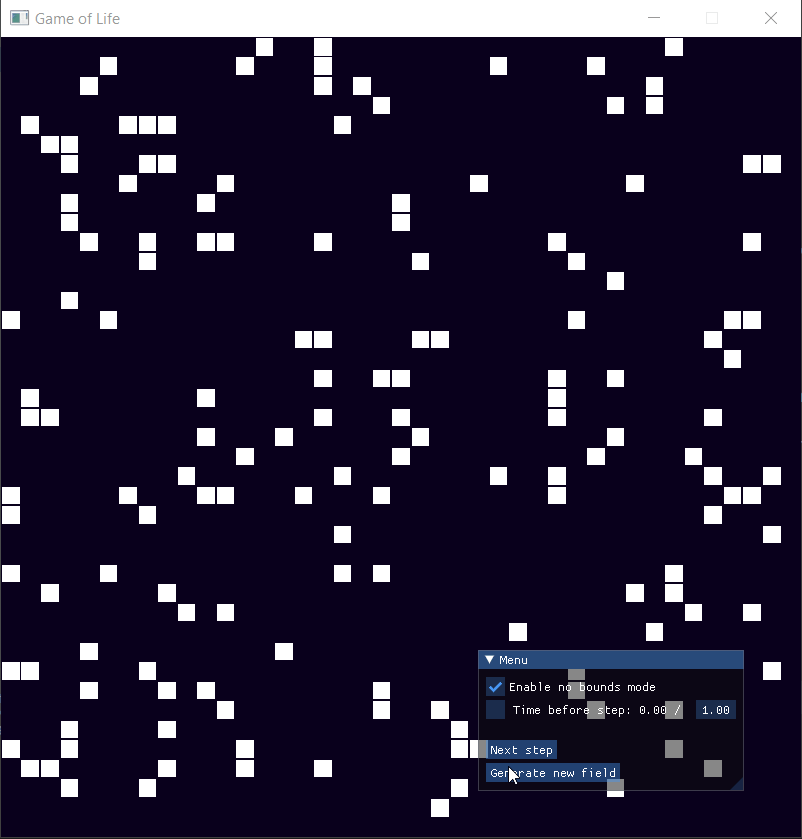 Game of Life
Menu
Enable no bounds mode
Time before step: 0.00 / 1.00
Next step
Generate new field